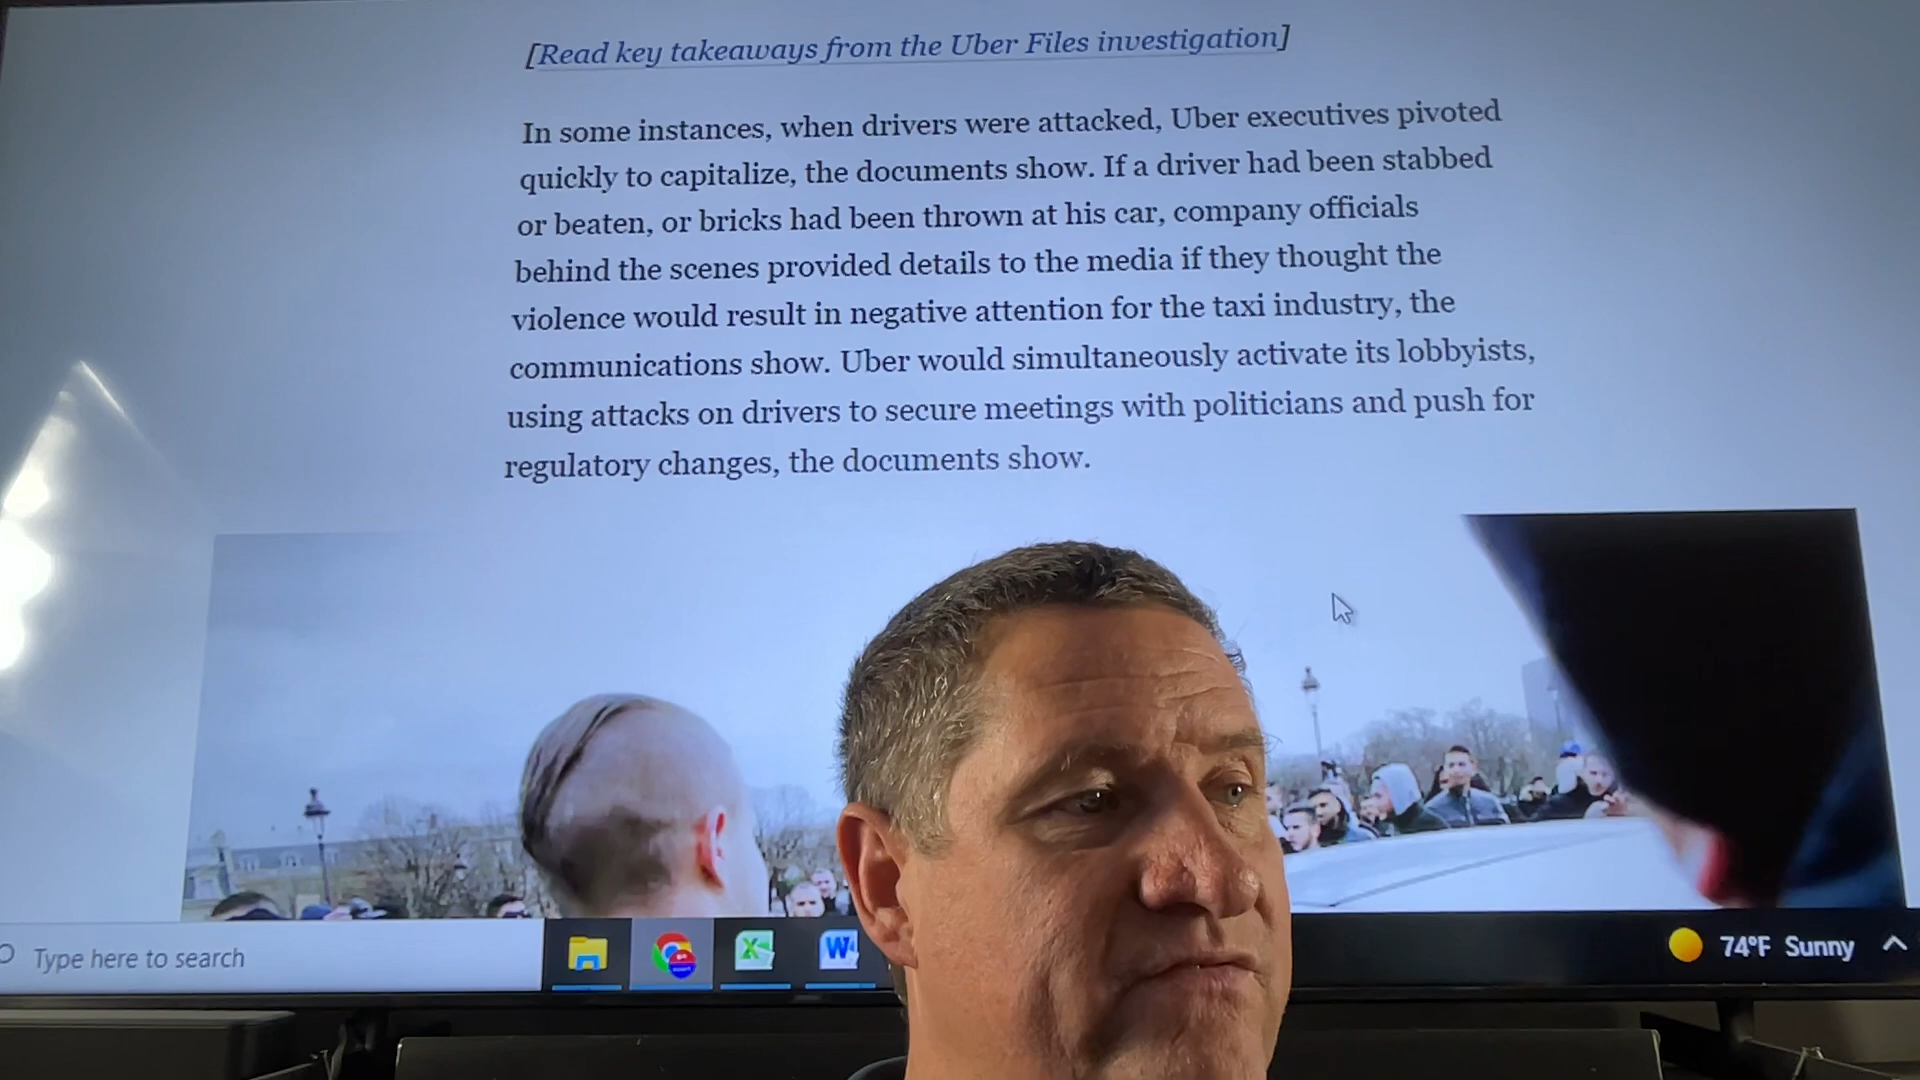 [Read key takeaways from the Uber Files investigation]
In some instances, when drivers were attacked, Uber executives pivoted
quickly to capitalize, the documents show. If a driver had been stabbed
or beaten, or bricks had been thrown at his car, company officials
behind the scenes provided details to the media if they thought the
violence would result in negative attention for the taxi industry, the
communications show. Uber would simultaneously activate its lobbyists,
using attacks on drivers to secure meetings with politicians and push for
regulatory changes, the documents show.
Type here to search
X
W
74°F Sunny